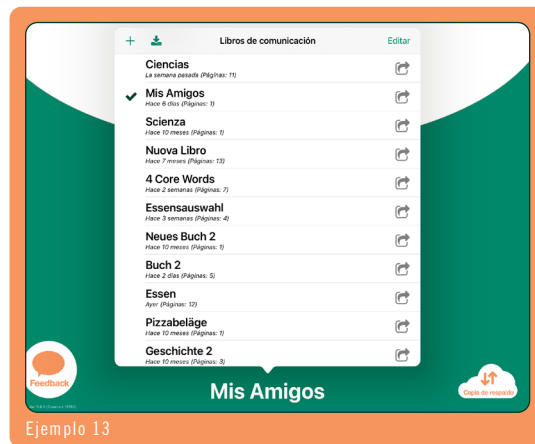 Libros de comunicación
Editar
Ciencias
La semana pasada (Páginas: 11)
Mis Amigos
Hace 6 días (Páginas: 1)
Scienza
Hace 10 meses (Páginas: 1)
Nuova Libro
Hace 7 meses (Páginas: 13)
4 Core Words
Hace 2 semanas (Páginas: 7)
Essensauswahl
Hace 3 semanas (Páginas: 4)
Neues Buch 2
Hace 10 meses (Páginas: 1)
Buch 2
Hace 2 días (Páginas: 5)
Essen
Ayer (Páginas: 12)
Pizzabeläge
Hace 10 meses (Páginas: 1)
Geschichte 2
Hace 10 meses (Páginas: 3)
Feedback
Mis Amigos
Copia de respaldo
Ejemplo 13